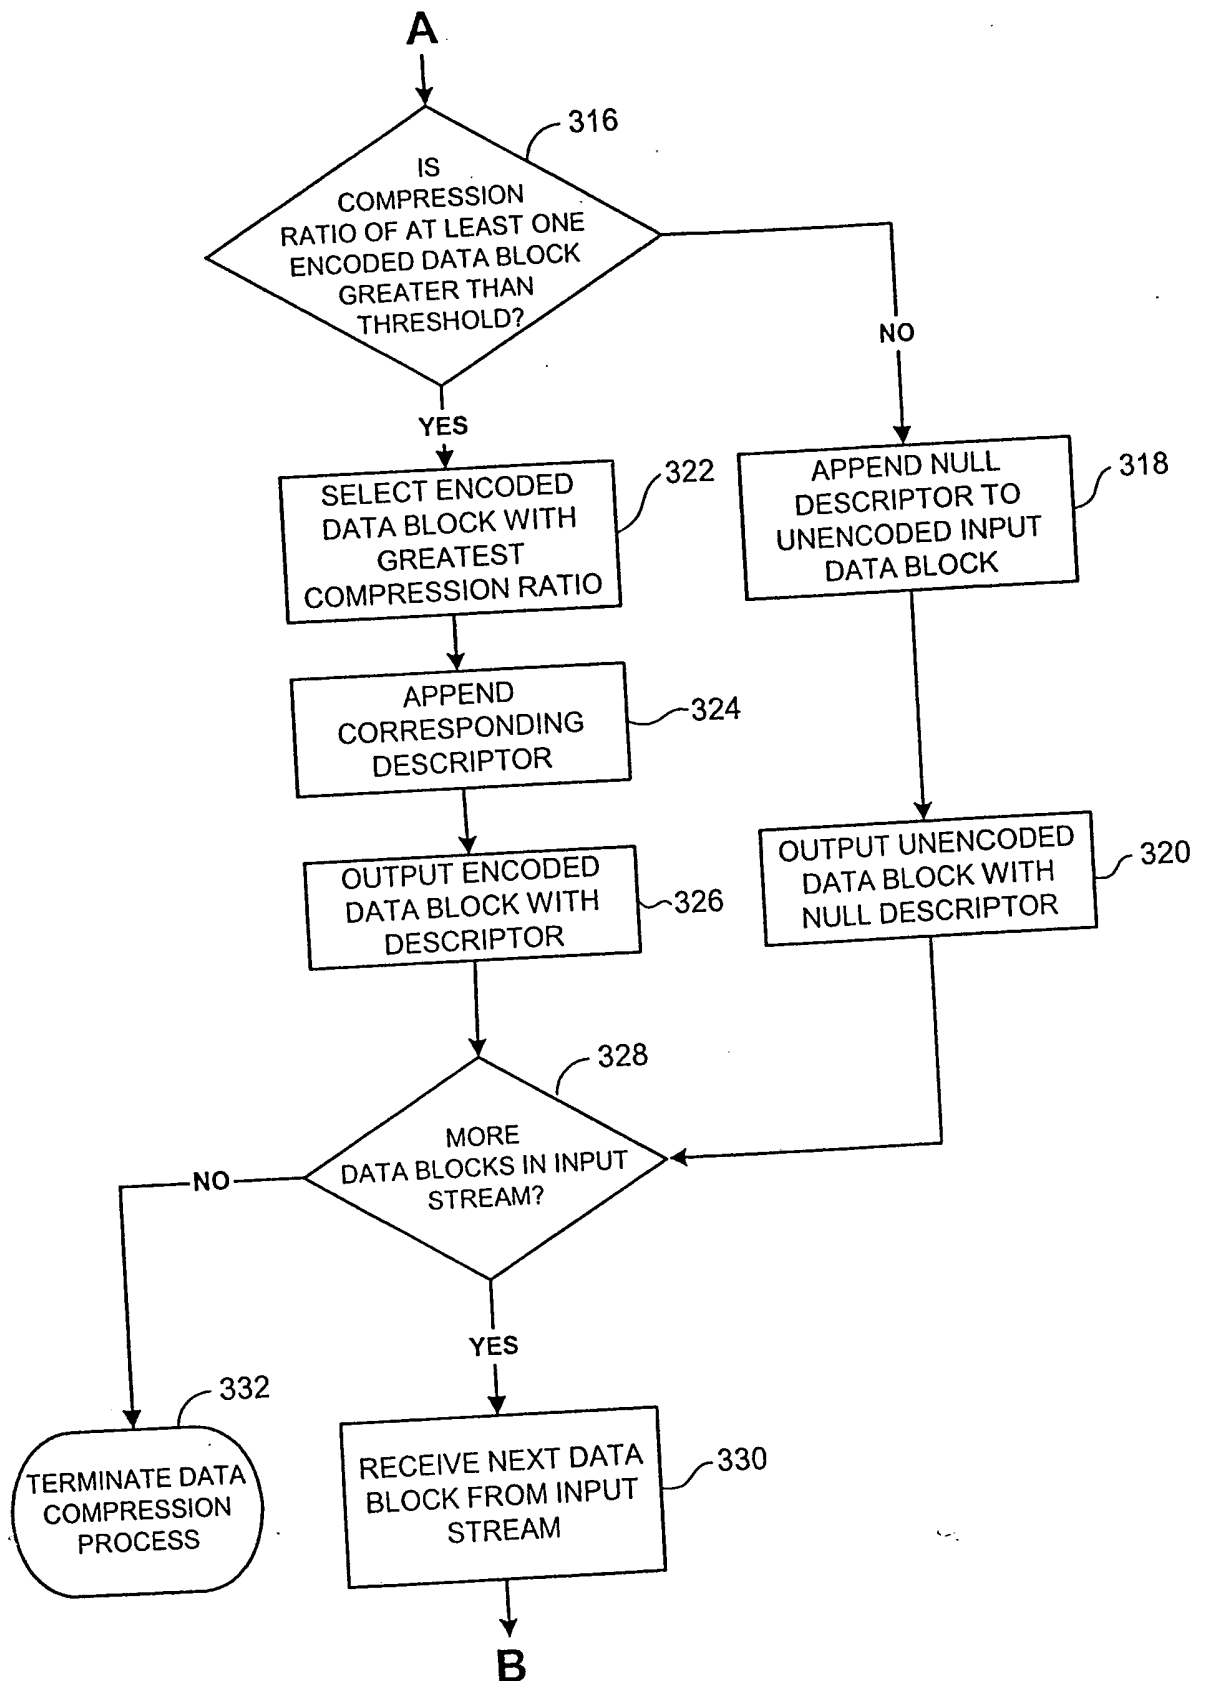 A
316
IS
COMPRESSION
RATIO OF AT LEAST ONE
ENCODED DATA BLOCK
GREATER THAN
THRESHOLD?
NO
YES
SELECT ENCODED
DATA BLOCK WITH
GREATEST
COMPRESSION RATIO
322
APPEND NULL
DESCRIPTOR TO
UNENCODED INPUT
DATA BLOCK
318
APPEND
CORRESPONDING
DESCRIPTOR
324
OUTPUT ENCODED
DATA BLOCK WITH
DESCRIPTOR
326
OUTPUT UNENCODED
DATA BLOCK WITH
NULL DESCRIPTOR
320
328
MORE
DATA BLOCKS IN INPUT
STREAM?
NO
YES
332
TERMINATE DATA
COMPRESSION
PROCESS
RECEIVE NEXT DATA
BLOCK FROM INPUT
STREAM
330
B